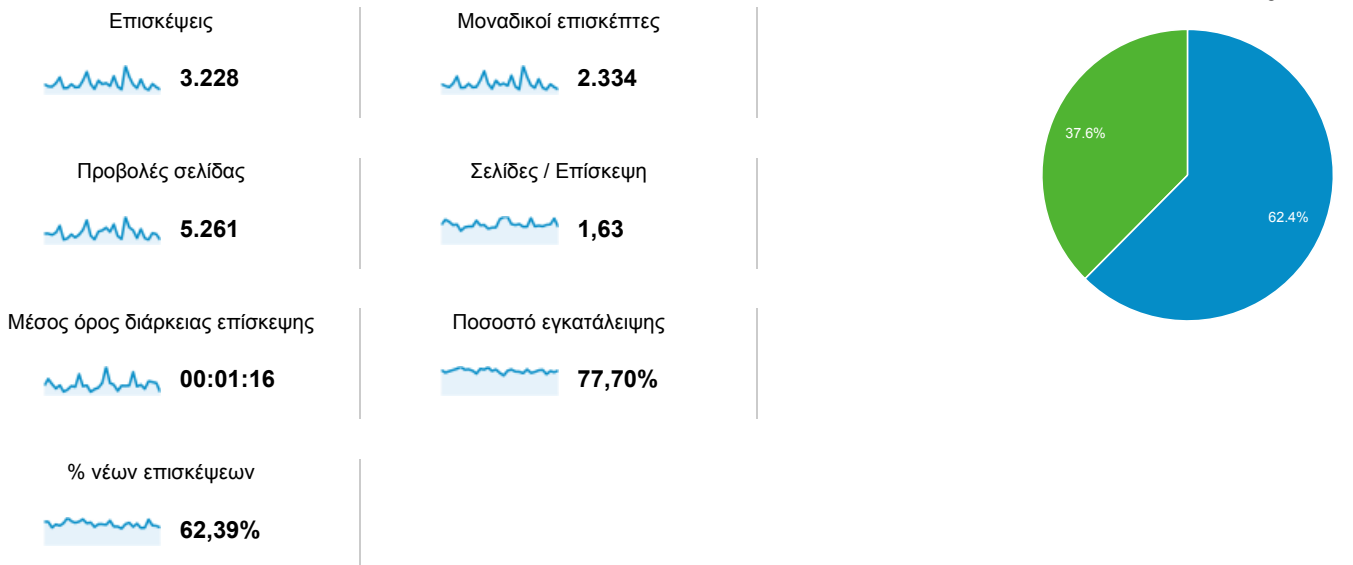 Επισκέψεις
3.228
Μοναδικοί επισκέπτες
2.334
Προβολές σελίδας
5.261
Σελίδες / Επίσκεψη
1,63
Μέσος όρος διάρκειας επίσκεψης
00:01:16
Ποσοστό εγκατάλειψης
77,70%
% νέων επισκέψεων
62,39%
37.6%
62.4%